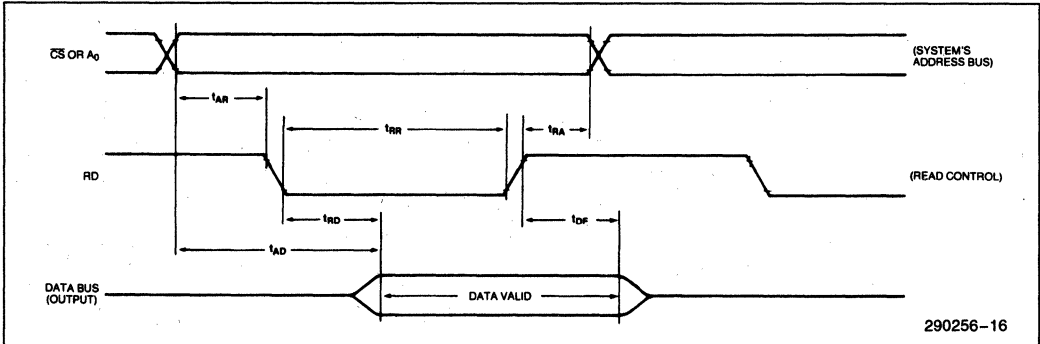 C̅S̅ OR A₀
(SYSTEM'S
ADDRESS BUS)
tAR
tRR
tRA
RD
(READ CONTROL)
tRD
tDF
tAD
DATA BUS
(OUTPUT)
DATA VALID
290256–16